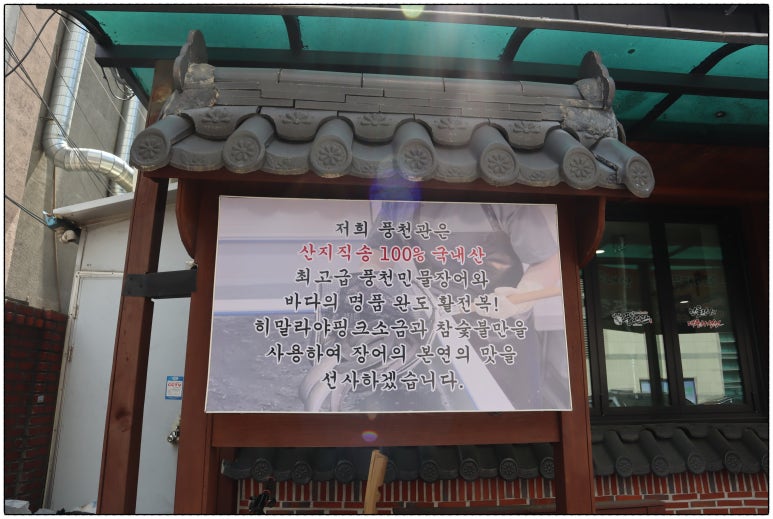 저희 풍천관은
산지직송 100% 국내산
최고급 풍천민물장어와
바다의 명품 완도 활전복!
히말라야핑크소금과 참숯불만을
사용하여 장어의 본연의 맛을
선사하겠습니다.
CCTV